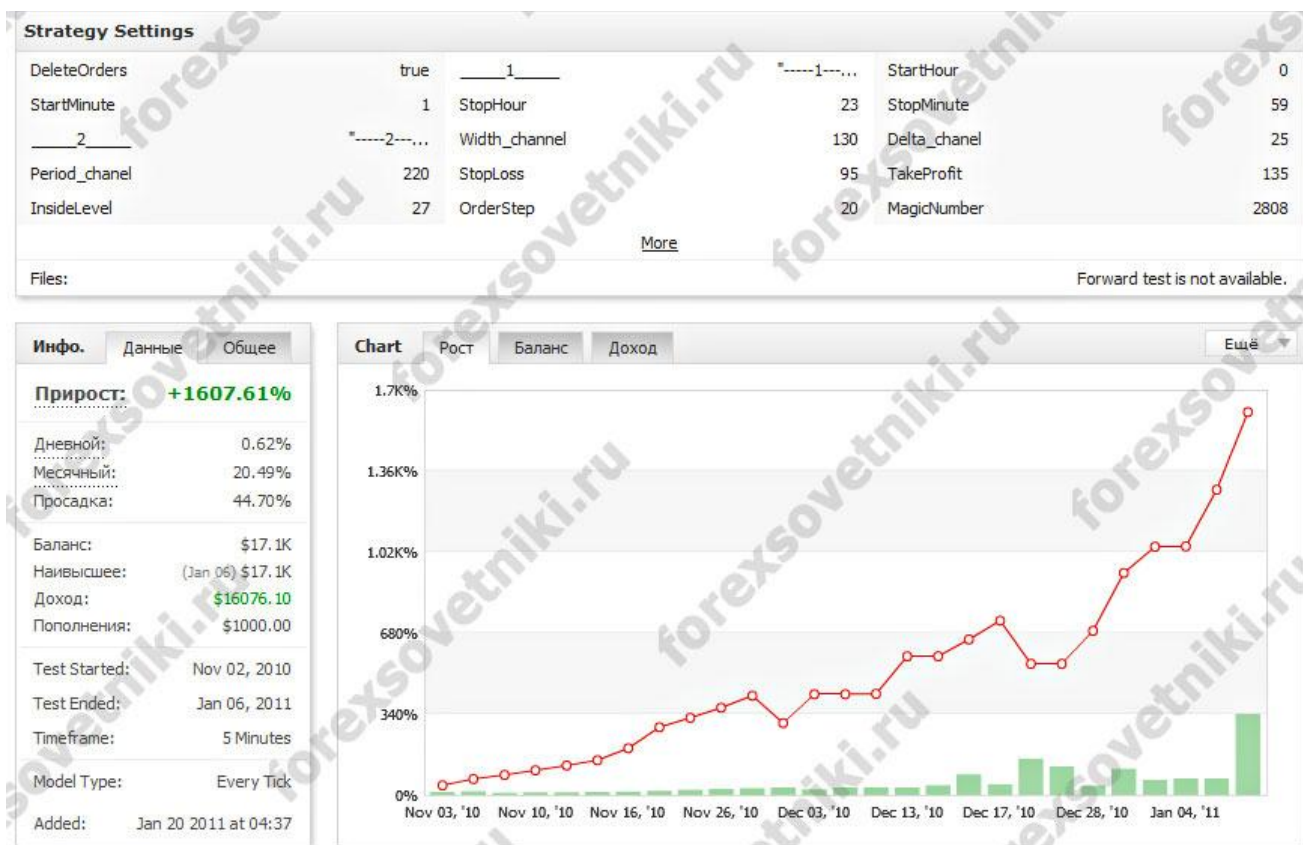 Strategy Settings
DeleteOrders true _____1_____ "-----1---... StartHour 0
StartMinute 1 StopHour 23 StopMinute 59
_____2_____ "-----2---... Width_channel 130 Delta_chanel 25
Period_chanel 220 StopLoss 95 TakeProfit 135
InsideLevel 27 OrderStep 20 MagicNumber 2808
More
Files: Forward test is not available.
Инфо. Данные Общее
Прирост: +1607.61%
Дневной: 0.62%
Месячный: 20.49%
Просадка: 44.70%
Баланс: $17.1K
Наивысшее: (Jan 06) $17.1K
Доход: $16076.10
Пополнения: $1000.00
Test Started: Nov 02, 2010
Test Ended: Jan 06, 2011
Timeframe: 5 Minutes
Model Type: Every Tick
Added: Jan 20 2011 at 04:37
Chart Рост Баланс Доход Ещё
1.7K%
1.36K%
1.02K%
680%
340%
0%
Nov 03, '10 Nov 10, '10 Nov 16, '10 Nov 26, '10 Dec 03, '10 Dec 13, '10 Dec 17, '10 Dec 28, '10 Jan 04, '11
forexsovetniki.ru